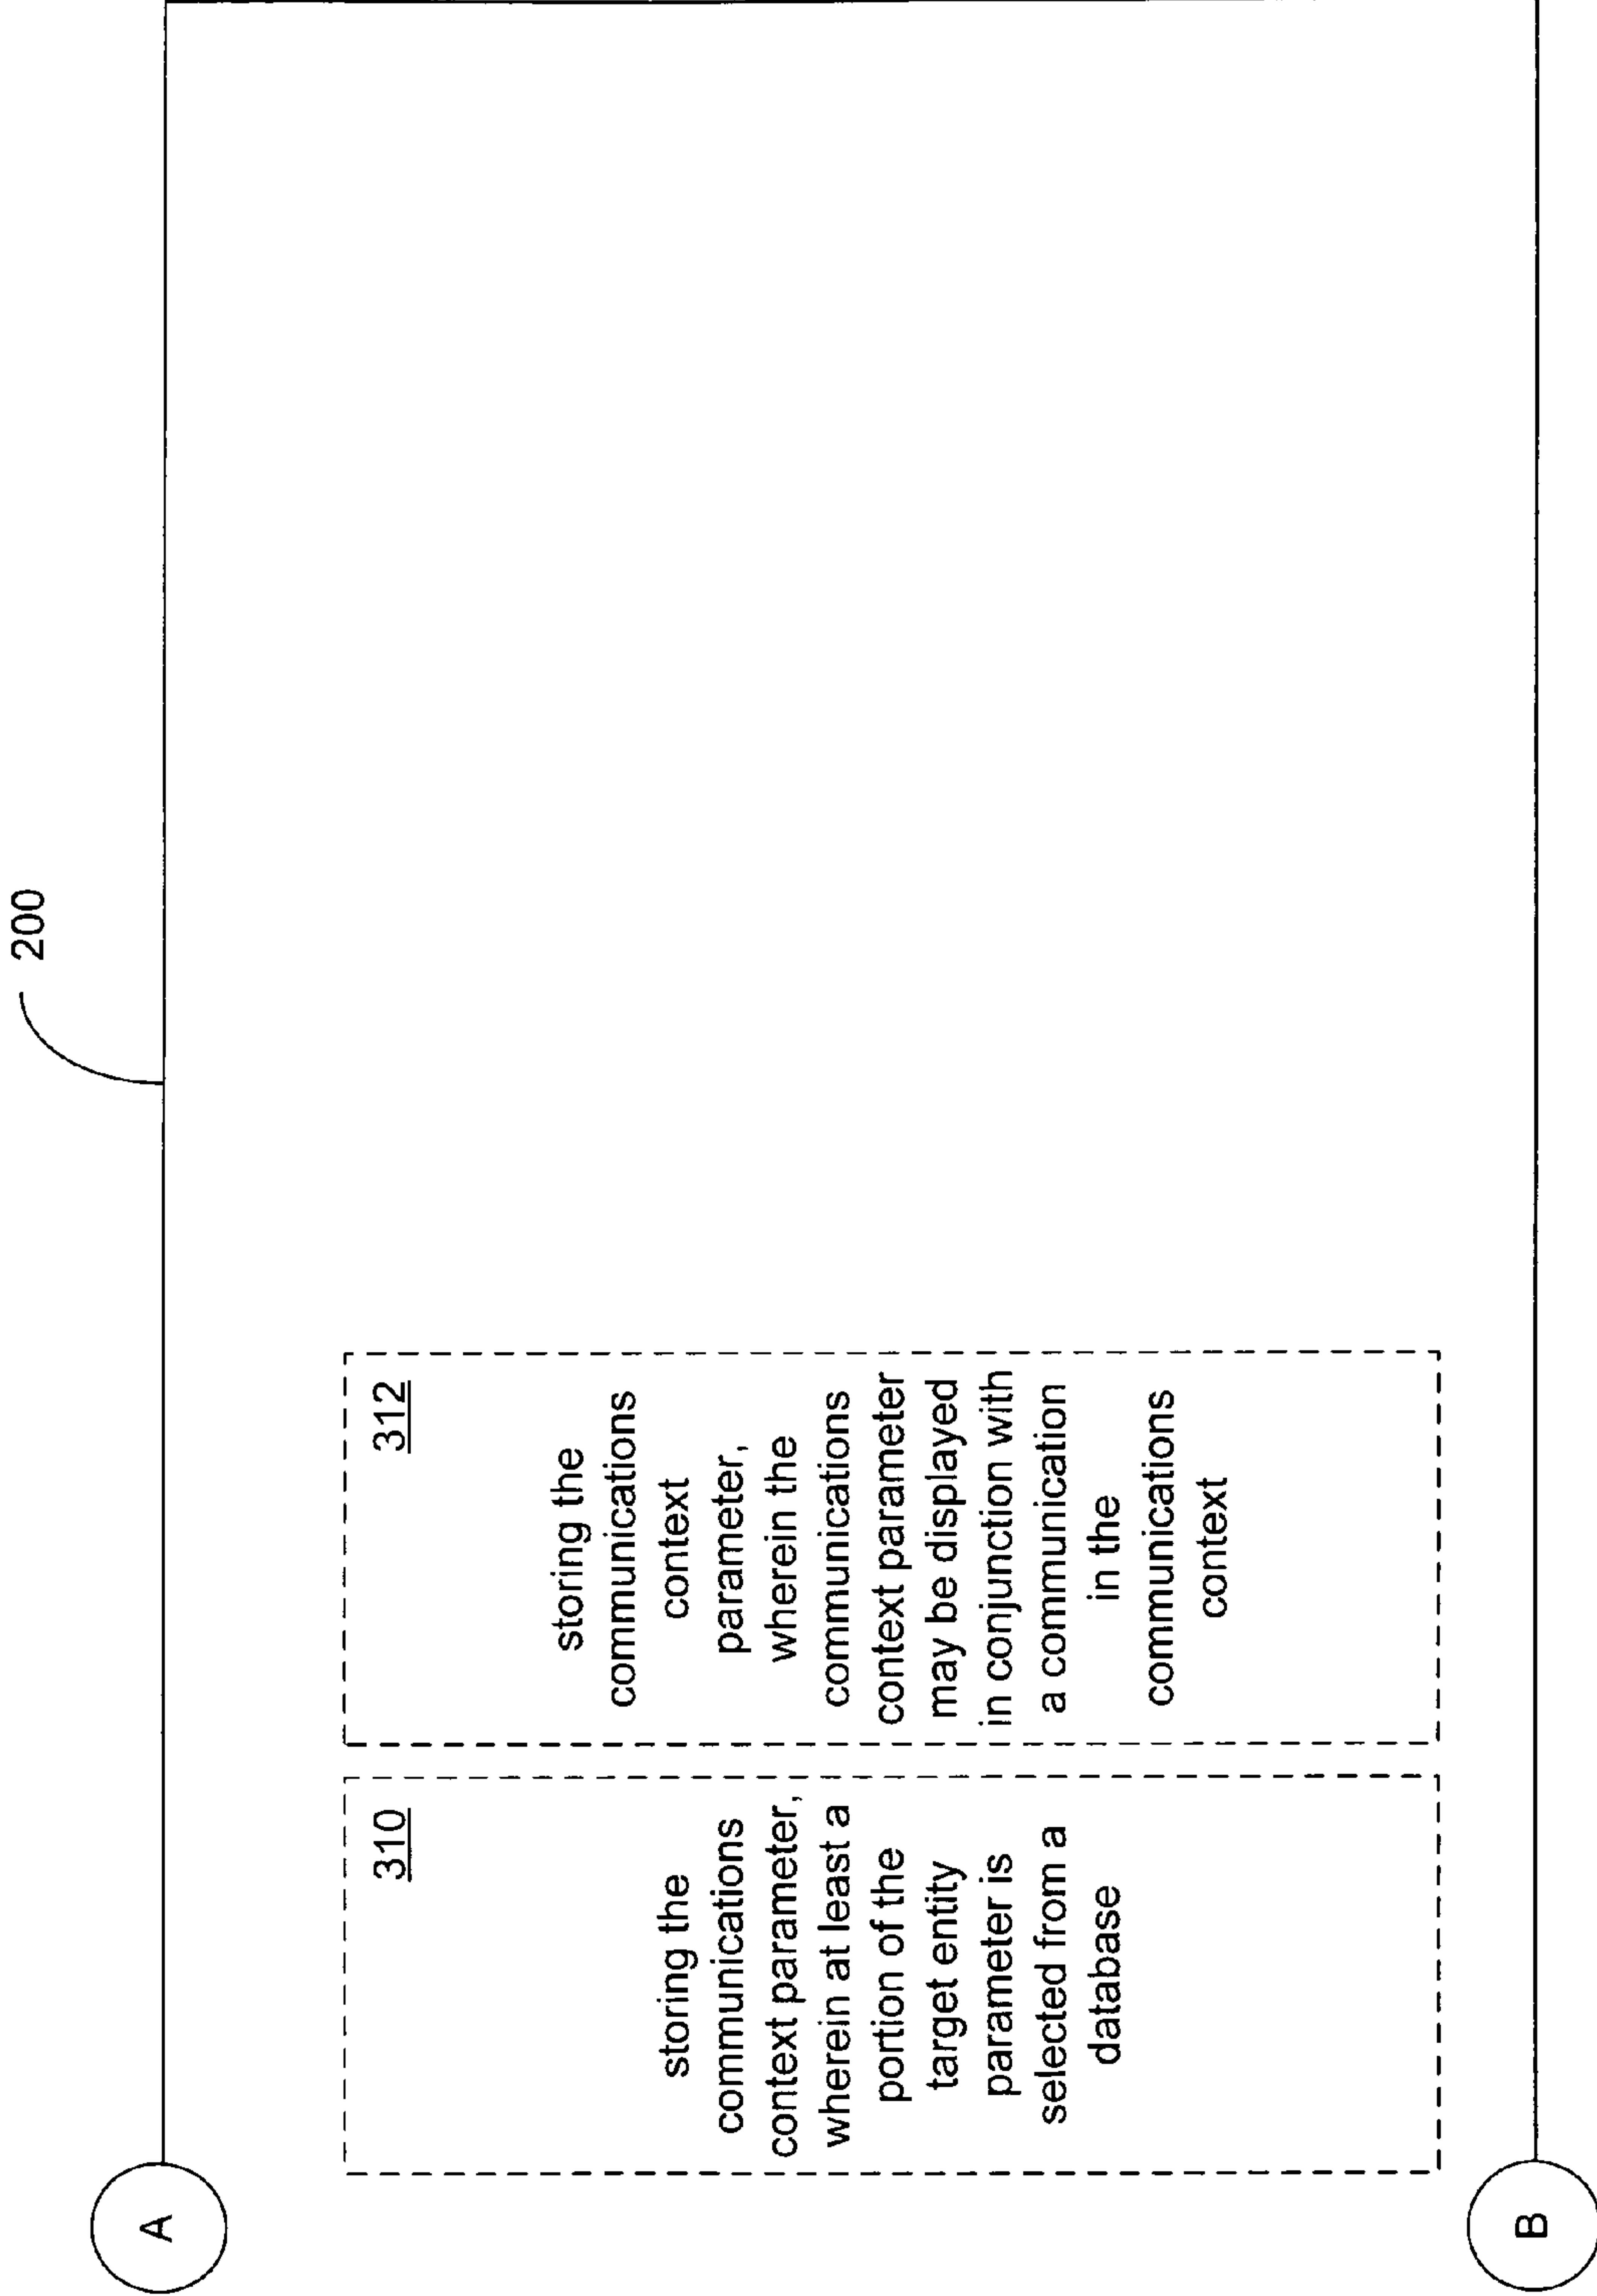 200
A
310
storing the
communications
context parameter,
wherein at least a
portion of the
target entity
parameter is
selected from a
database
312
storing the
communications
context
parameter,
wherein the
communications
context parameter
may be displayed
in conjunction with
a communication
in the
communications
context
B